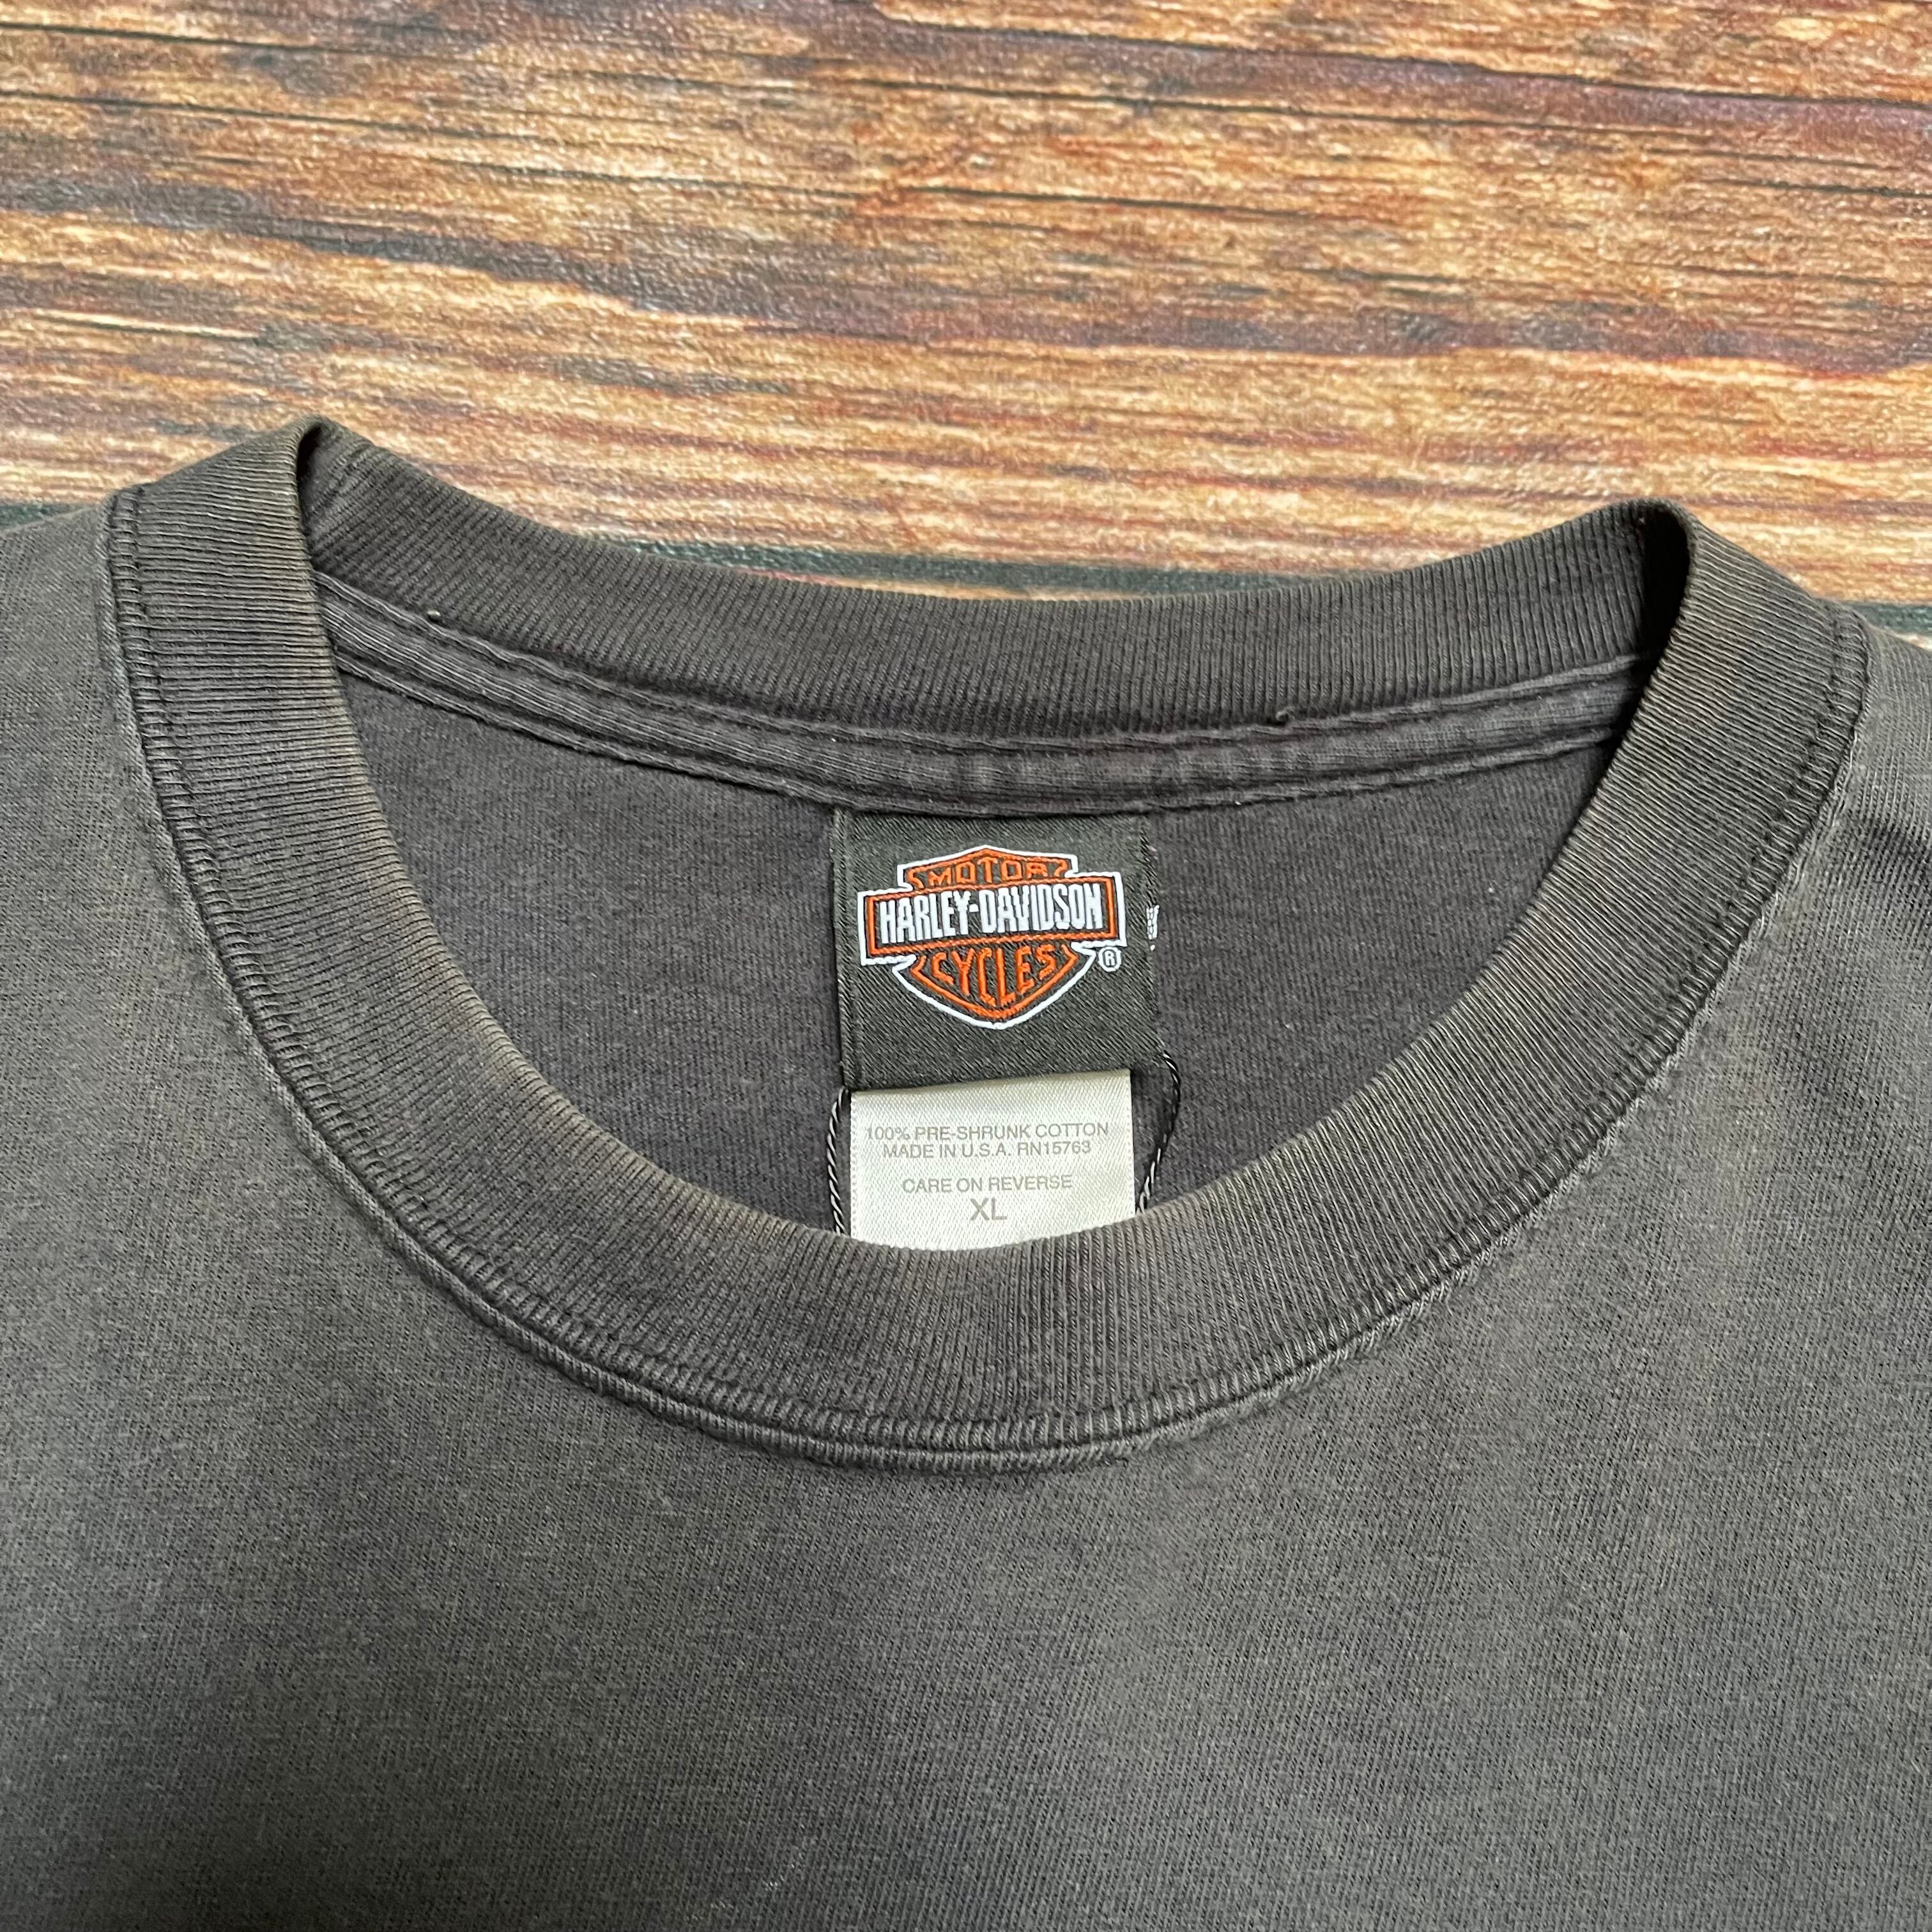 MOTOR
HARLEY-DAVIDSON
CYCLES ®
100% PRE-SHRUNK COTTON
MADE IN U.S.A. RN15763
CARE ON REVERSE
XL